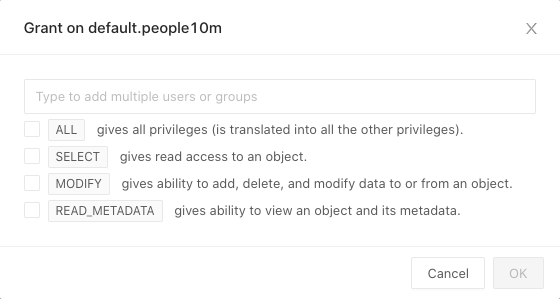 Grant on default.people10m
Type to add multiple users or groups
ALL gives all privileges (is translated into all the other privileges).
SELECT gives read access to an object.
MODIFY gives ability to add, delete, and modify data to or from an object.
READ_METADATA gives ability to view an object and its metadata.
Cancel OK